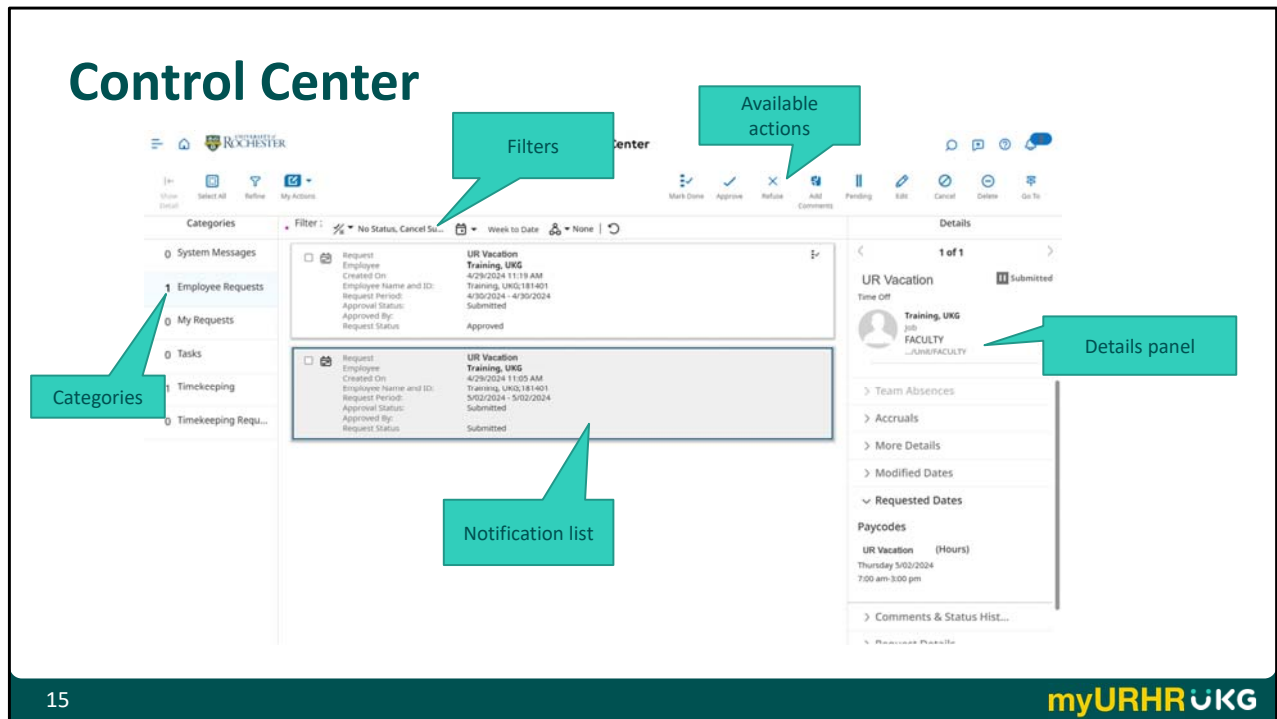 Control Center
Available
actions
Filters
UNIVERSITY of
ROCHESTER
Center
Show
Detail
Select All
Refine
My Actions
Mark Done
Approve
Refuse
Add
Comments
Pending
Edit
Cancel
Delete
Go To
Categories
Filter :
No Status, Cancel Su...
Week to Date
None
Details
0 System Messages
1 Employee Requests
0 My Requests
0 Tasks
1 Timekeeping
0 Timekeeping Requ...
Categories
Request UR Vacation
Employee Training, UKG
Created On 4/29/2024 11:19 AM
Employee Name and ID: Training, UKG;181401
Request Period: 4/30/2024 - 4/30/2024
Approval Status: Submitted
Approved By:
Request Status Approved
Request UR Vacation
Employee Training, UKG
Created On 4/29/2024 11:05 AM
Employee Name and ID: Training, UKG;181401
Request Period: 5/02/2024 - 5/02/2024
Approval Status: Submitted
Approved By:
Request Status Submitted
Notification list
1 of 1
UR Vacation Submitted
Time Off
Training, UKG
Job
FACULTY
.../Unit/FACULTY
Details panel
Team Absences
Accruals
More Details
Modified Dates
Requested Dates
Paycodes
UR Vacation (Hours)
Thursday 5/02/2024
7:00 am-3:00 pm
Comments & Status Hist...
Request Details
15
myURHR UKG